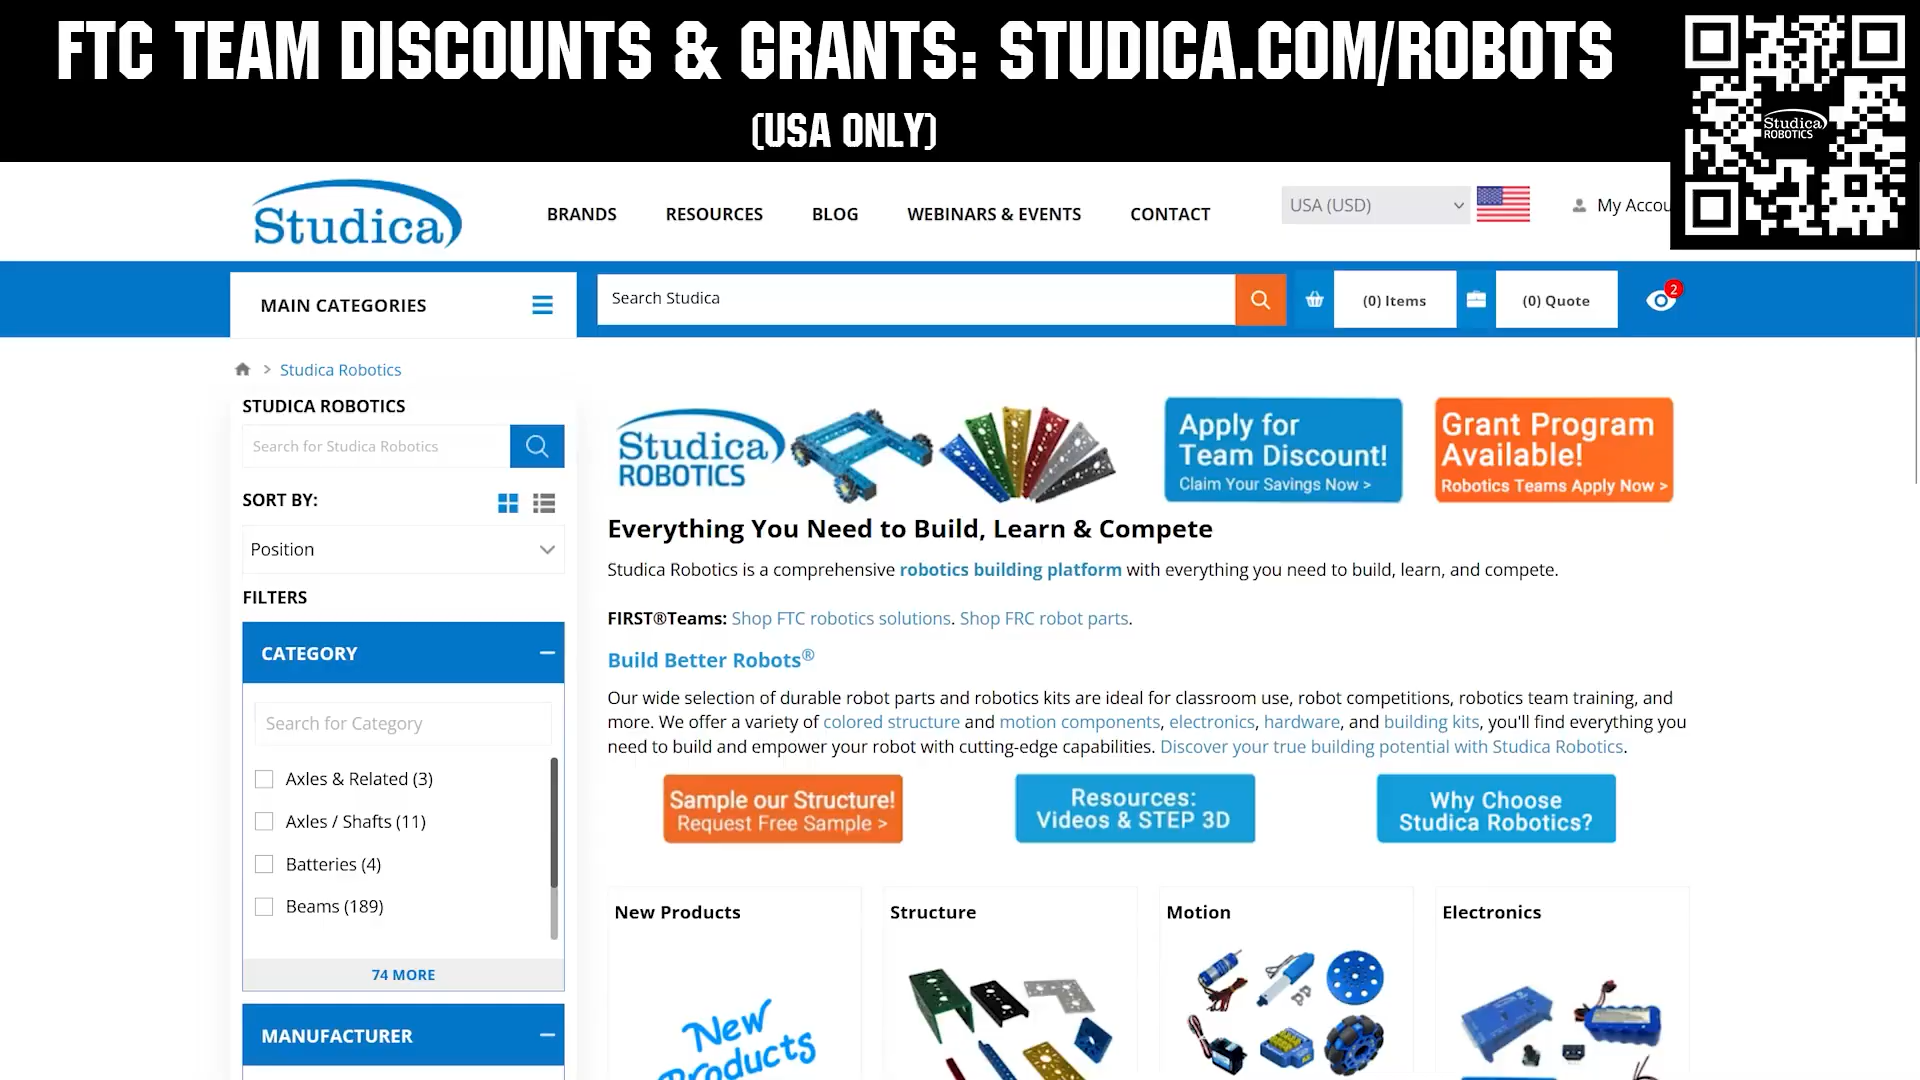 FTC TEAM DISCOUNTS & GRANTS: STUDICA.COM/ROBOTS
(USA ONLY)
Studica
ROBOTICS
Studica
BRANDS
RESOURCES
BLOG
WEBINARS & EVENTS
CONTACT
USA (USD)
My Accou
MAIN CATEGORIES
Search Studica
(0) Items
(0) Quote
2
> Studica Robotics
STUDICA ROBOTICS
Search for Studica Robotics
SORT BY:
Position
FILTERS
CATEGORY
Search for Category
Axles & Related (3)
Axles / Shafts (11)
Batteries (4)
Beams (189)
74 MORE
MANUFACTURER
Studica
ROBOTICS
Apply for
Team Discount!
Claim Your Savings Now >
Grant Program
Available!
Robotics Teams Apply Now >
Everything You Need to Build, Learn & Compete
Studica Robotics is a comprehensive robotics building platform with everything you need to build, learn, and compete.
FIRST®Teams: Shop FTC robotics solutions. Shop FRC robot parts.
Build Better Robots®
Our wide selection of durable robot parts and robotics kits are ideal for classroom use, robot competitions, robotics team training, and
more. We offer a variety of colored structure and motion components, electronics, hardware, and building kits, you'll find everything you
need to build and empower your robot with cutting-edge capabilities. Discover your true building potential with Studica Robotics.
Sample our Structure!
Request Free Sample >
Resources:
Videos & STEP 3D
Why Choose
Studica Robotics?
New Products
Structure
Motion
Electronics
New
Products